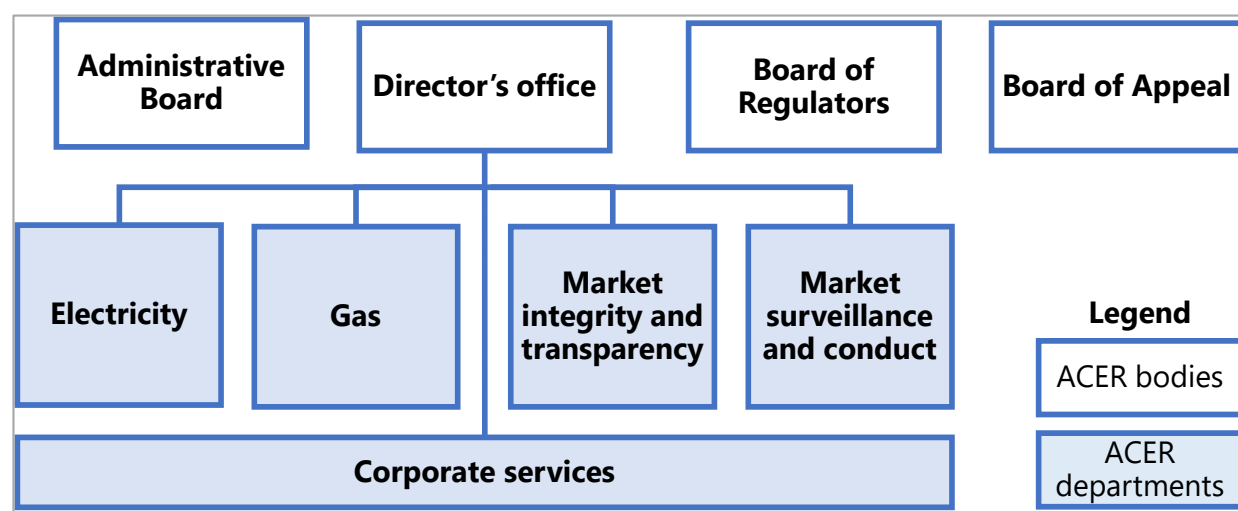 Administrative
Board
Director’s office
Board of
Regulators
Board of Appeal
Electricity
Gas
Market
integrity and
transparency
Market
surveillance
and conduct
Corporate services
Legend
ACER bodies
ACER
departments